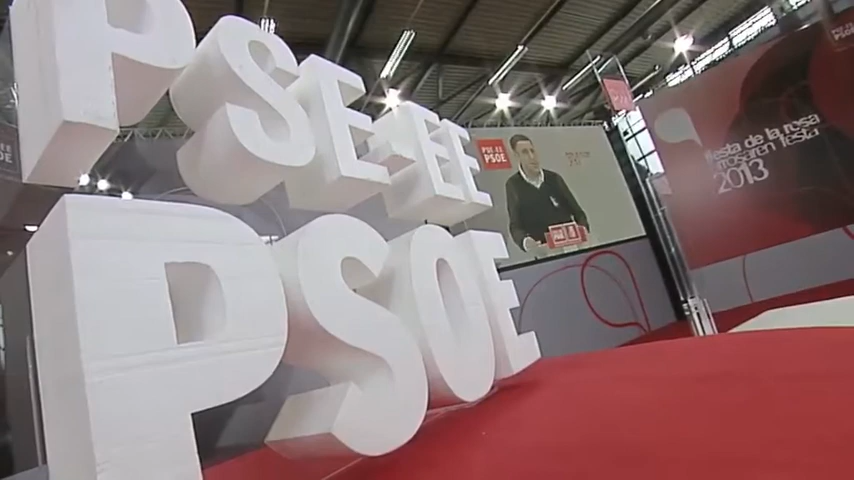 PSE-EE
PSOE
PSE-EE
PSOE
fiesta de la rosa
arrosaren festa
2013